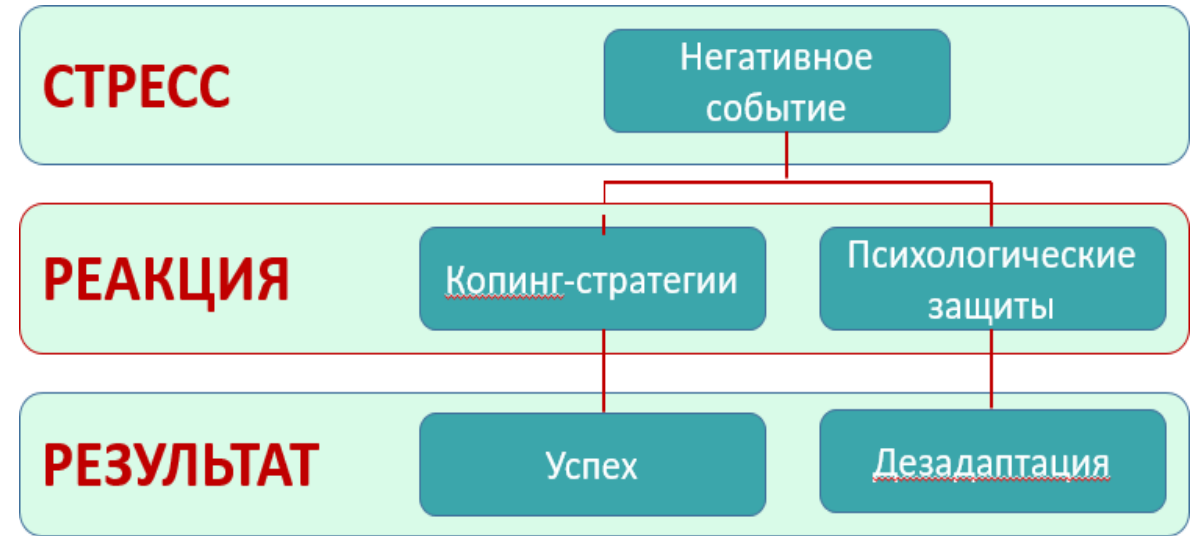 СТРЕСС
Негативное
событие
РЕАКЦИЯ
Копинг-стратегии
Психологические
защиты
РЕЗУЛЬТАТ
Успех
Дезадаптация